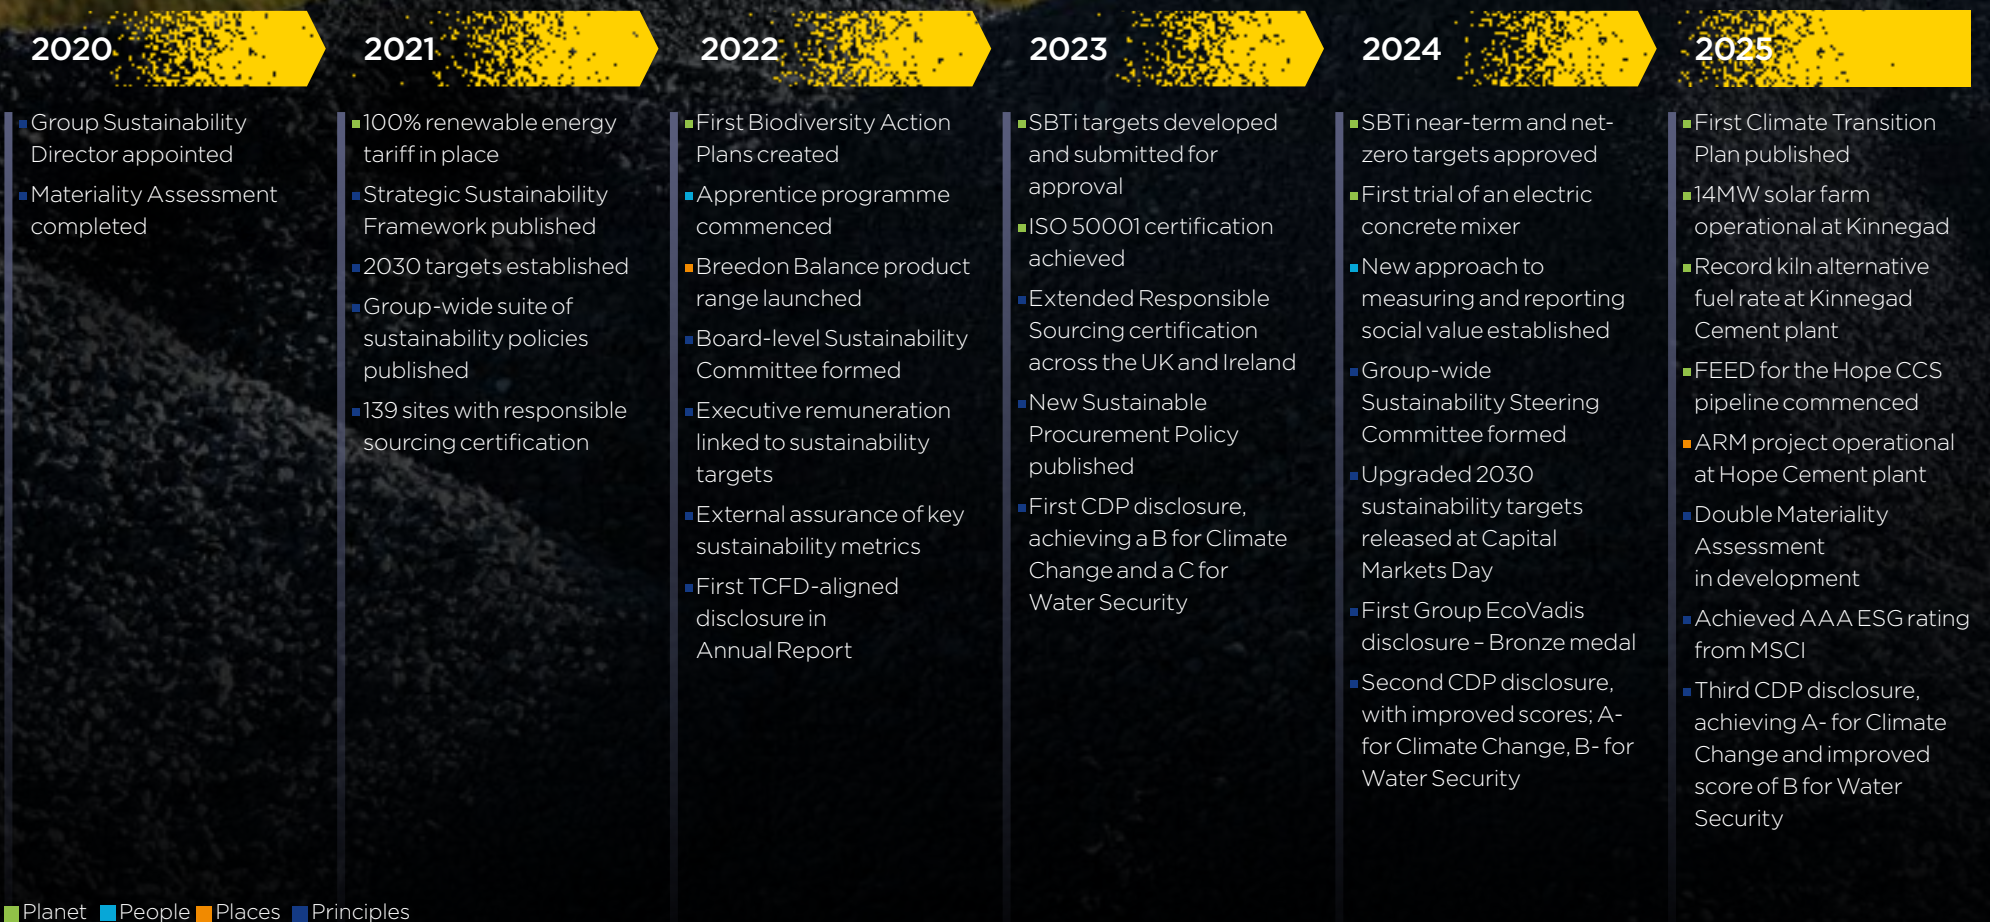 2020
Group Sustainability
Director appointed
Materiality Assessment
completed
2021
100% renewable energy
tariff in place
Strategic Sustainability
Framework published
2030 targets established
Group-wide suite of
sustainability policies
published
139 sites with responsible
sourcing certification
2022
First Biodiversity Action
Plans created
Apprentice programme
commenced
Breedon Balance product
range launched
Board-level Sustainability
Committee formed
Executive remuneration
linked to sustainability
targets
External assurance of key
sustainability metrics
First TCFD-aligned
disclosure in
Annual Report
2023
SBTi targets developed
and submitted for
approval
ISO 50001 certification
achieved
Extended Responsible
Sourcing certification
across the UK and Ireland
New Sustainable
Procurement Policy
published
First CDP disclosure,
achieving a B for Climate
Change and a C for
Water Security
2024
SBTi near-term and net-
zero targets approved
First trial of an electric
concrete mixer
New approach to
measuring and reporting
social value established
Group-wide
Sustainability Steering
Committee formed
Upgraded 2030
sustainability targets
released at Capital
Markets Day
First Group EcoVadis
disclosure – Bronze medal
Second CDP disclosure,
with improved scores; A-
for Climate Change, B- for
Water Security
2025
First Climate Transition
Plan published
14MW solar farm
operational at Kinnegad
Record kiln alternative
fuel rate at Kinnegad
Cement plant
FEED for the Hope CCS
pipeline commenced
ARM project operational
at Hope Cement plant
Double Materiality
Assessment
in development
Achieved AAA ESG rating
from MSCI
Third CDP disclosure,
achieving A- for Climate
Change and improved
score of B for Water
Security
Planet People Places Principles